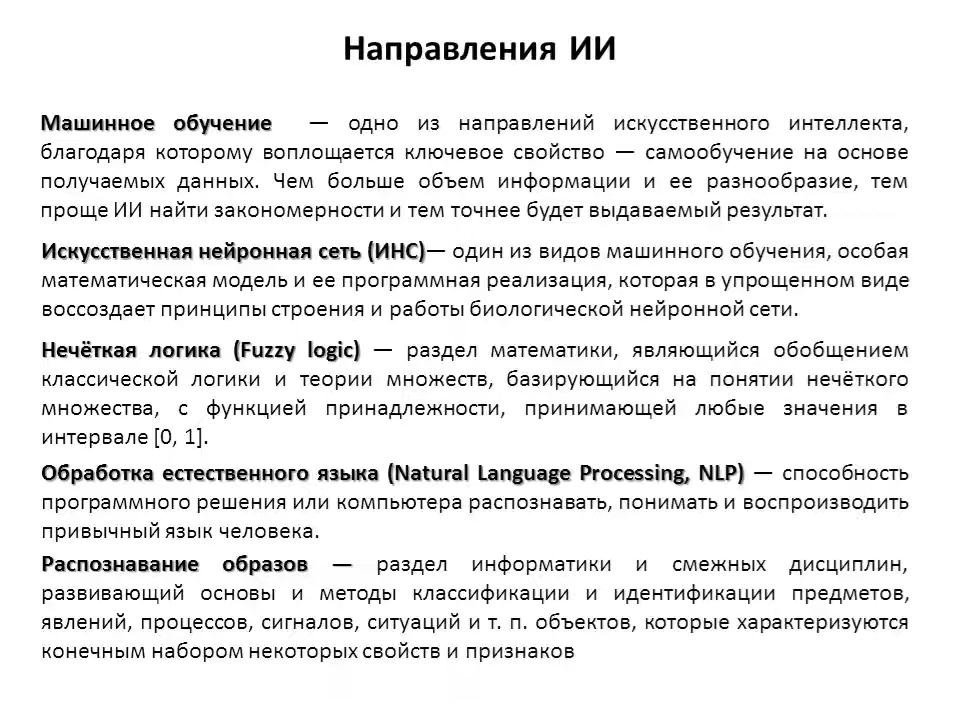 Направления ИИ
Машинное обучение — одно из направлений искусственного интеллекта,
благодаря которому воплощается ключевое свойство — самообучение на основе
получаемых данных. Чем больше объем информации и ее разнообразие, тем
проще ИИ найти закономерности и тем точнее будет выдаваемый результат.
Искусственная нейронная сеть (ИНС)— один из видов машинного обучения, особая
математическая модель и ее программная реализация, которая в упрощенном виде
воссоздает принципы строения и работы биологической нейронной сети.
Нечёткая логика (Fuzzy logic) — раздел математики, являющийся обобщением
классической логики и теории множеств, базирующийся на понятии нечёткого
множества, с функцией принадлежности, принимающей любые значения в
интервале [0, 1].
Обработка естественного языка (Natural Language Processing, NLP) — способность
программного решения или компьютера распознавать, понимать и воспроизводить
привычный язык человека.
Распознавание образов — раздел информатики и смежных дисциплин,
развивающий основы и методы классификации и идентификации предметов,
явлений, процессов, сигналов, ситуаций и т. п. объектов, которые характеризуются
конечным набором некоторых свойств и признаков